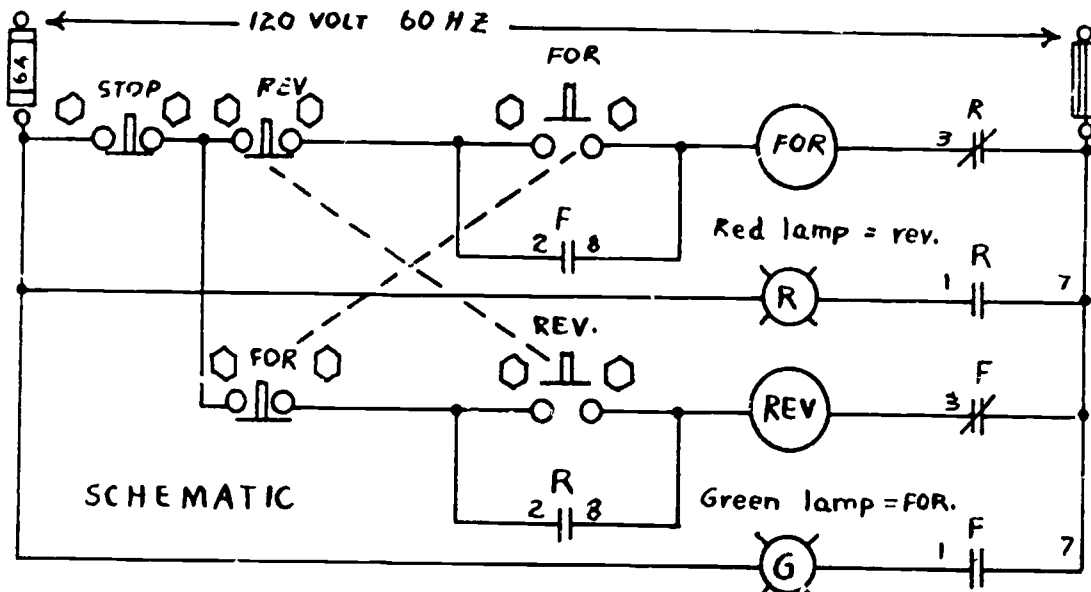 120 VOLT 60 HZ
6A
STOP
REV
FOR
FOR
3
R
F
2 8
Red lamp = rev.
R
R
1
7
FOR
REV.
REV
F
3
R
2 8
SCHEMATIC
Green lamp = FOR.
G
F
1
7